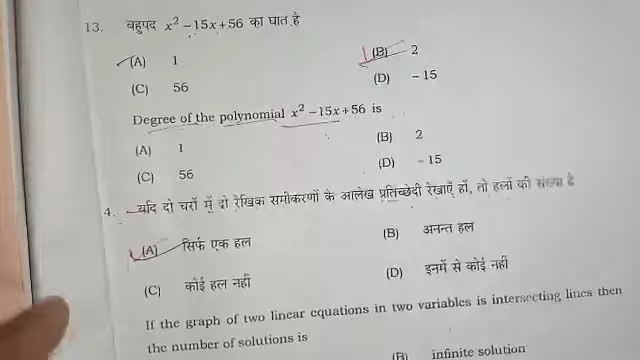 13. बहुपद x² – 15x + 56 का घात है
(A) 1 (B) 2
(C) 56 (D) – 15
Degree of the polynomial x² – 15x + 56 is
(A) 1 (B) 2
(C) 56 (D) – 15
4. यदि दो चरों में दो रैखिक समीकरणों के आलेख प्रतिच्छेदी रेखाएँ हों, तो हलों की संख्या है
(A) सिर्फ एक हल (B) अनन्त हल
(C) कोई हल नहीं (D) इनमें से कोई नहीं
If the graph of two linear equations in two variables is intersecting lines then
the number of solutions is
(B) infinite solution